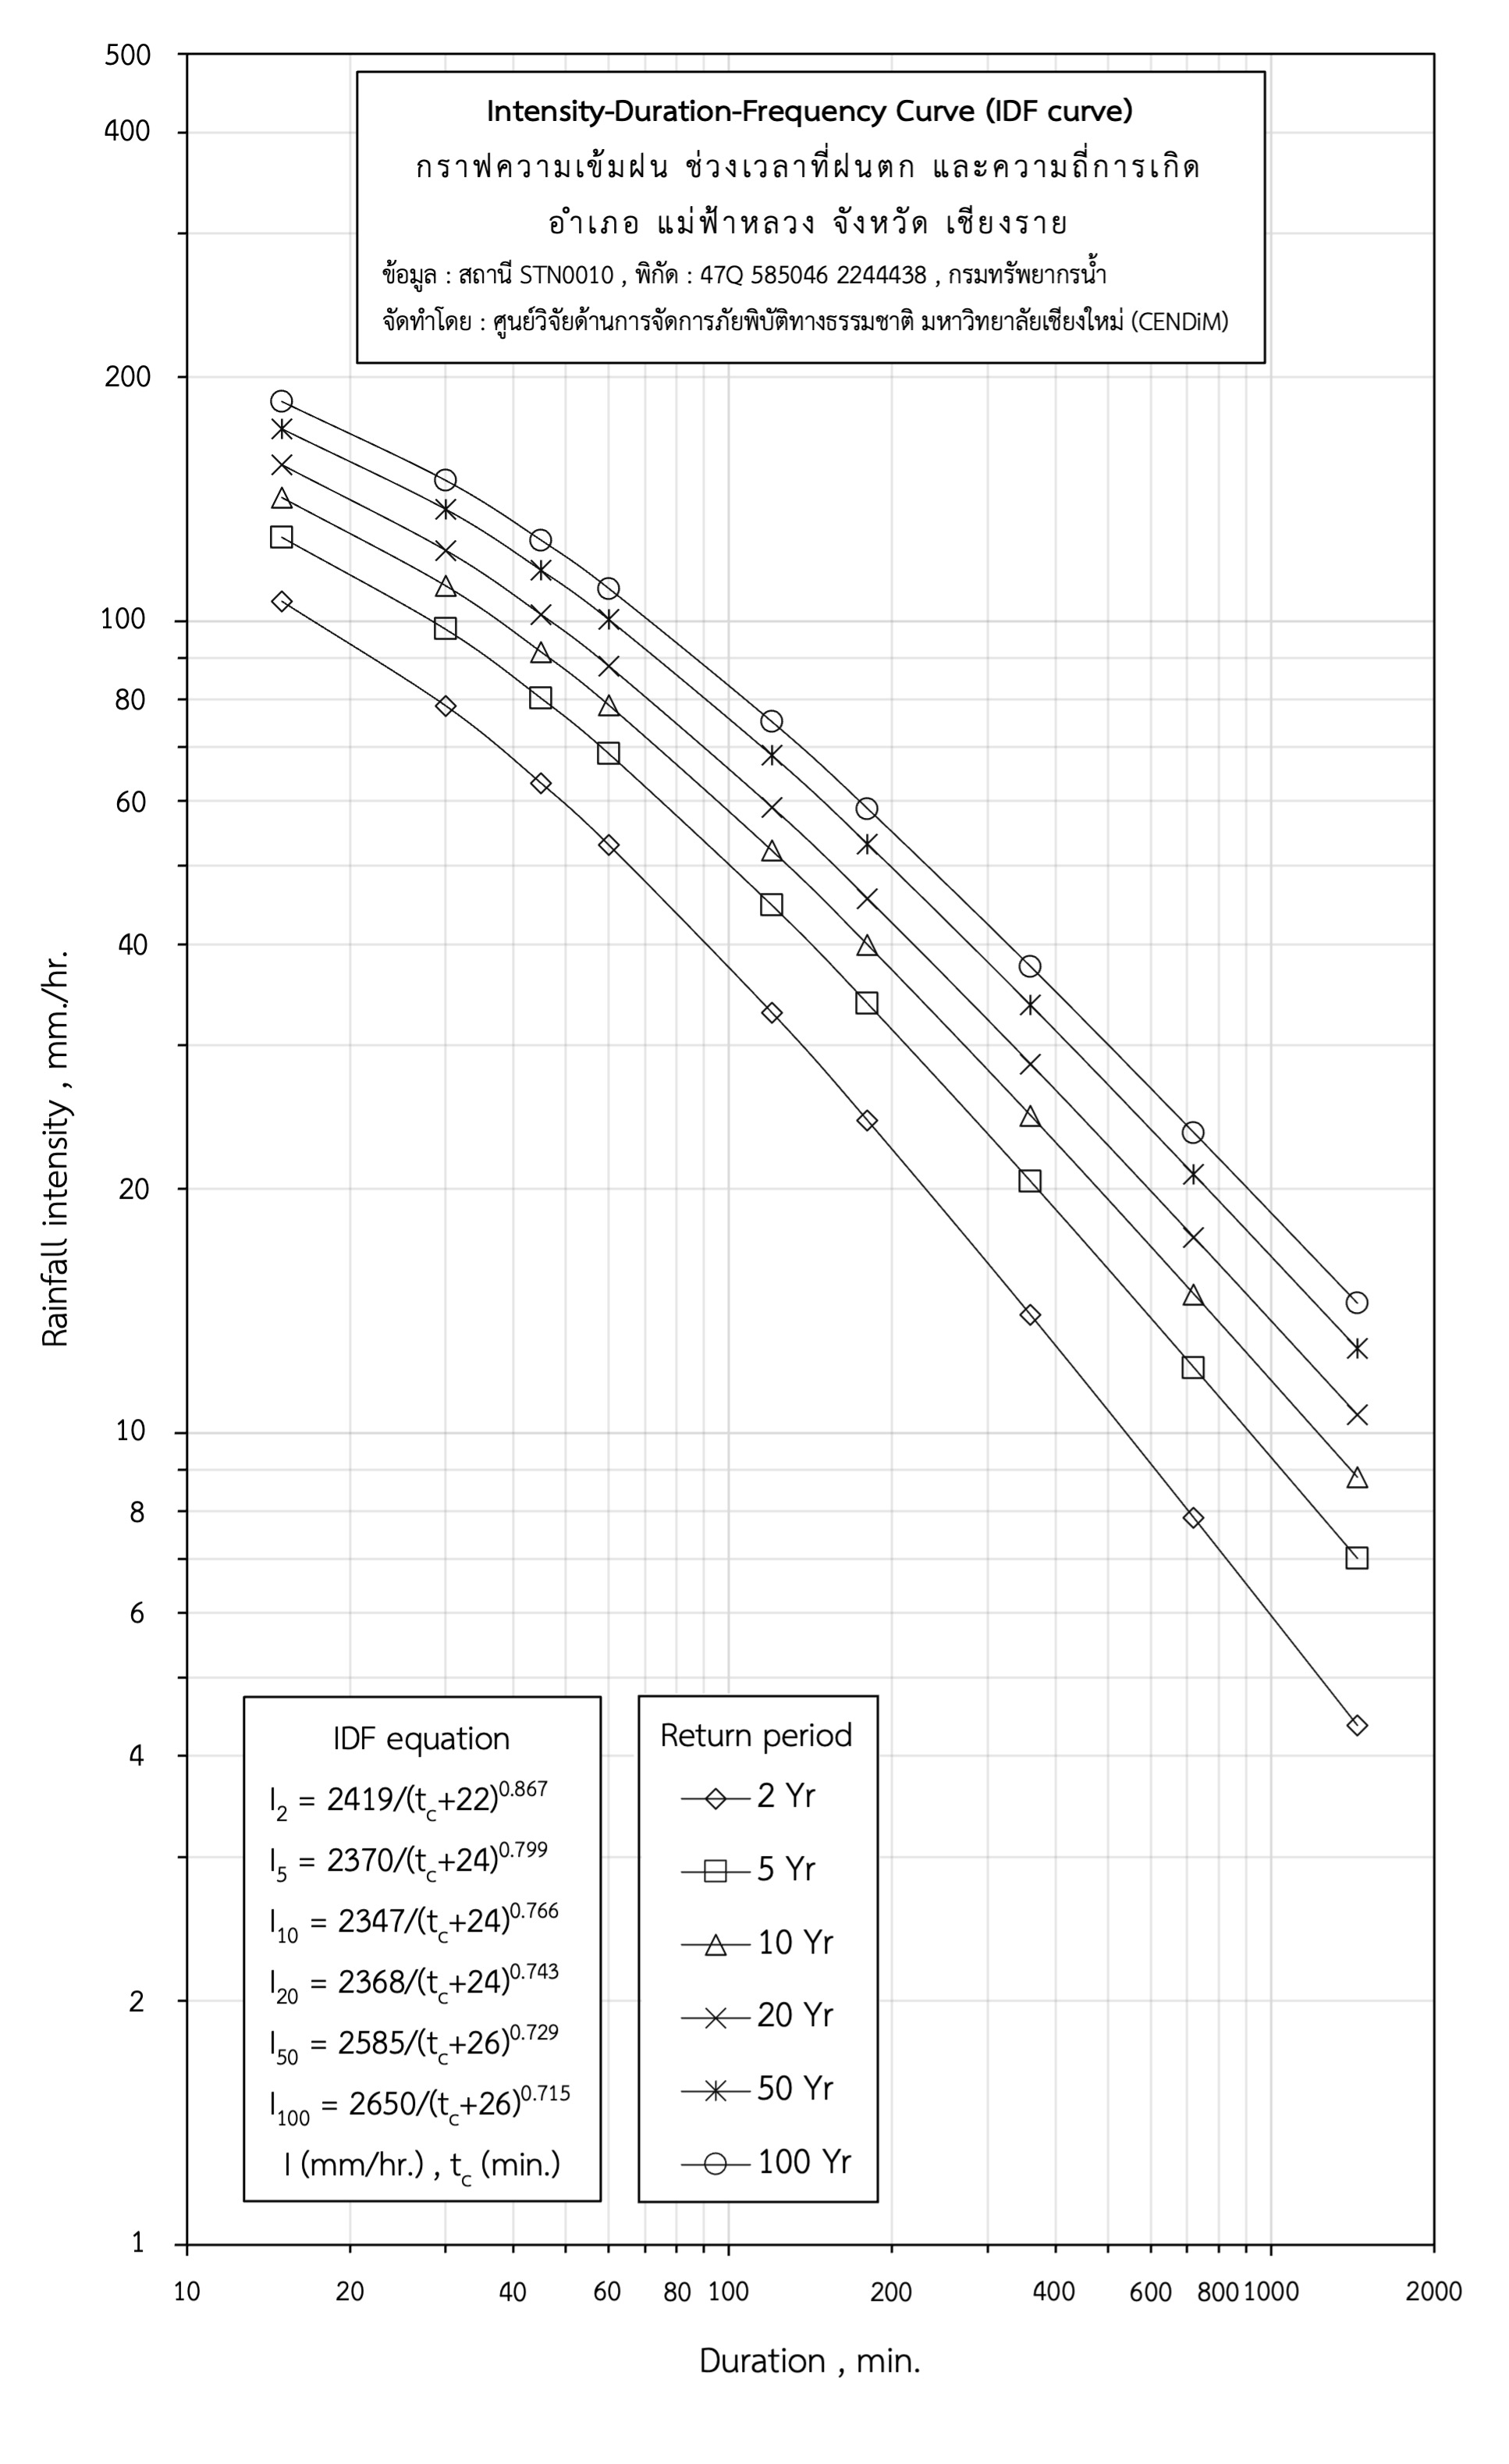 500
400
200
100
80
60
40
20
10
8
6
4
2
1
Rainfall intensity , mm./hr.
Intensity-Duration-Frequency Curve (IDF curve)
กราฟความเข้มฝน ช่วงเวลาที่ฝนตก และความถี่การเกิด
อำเภอ แม่ฟ้าหลวง จังหวัด เชียงราย
ข้อมูล : สถานี STN0010 , พิกัด : 47Q 585046 2244438 , กรมทรัพยากรน้ำ
จัดทำโดย : ศูนย์วิจัยด้านการจัดการภัยพิบัติทางธรรมชาติ มหาวิทยาลัยเชียงใหม่ (CENDiM)
IDF equation
I₂ = 2419/(t_c+22)^0.867
I₅ = 2370/(t_c+24)^0.799
I₁₀ = 2347/(t_c+24)^0.766
I₂₀ = 2368/(t_c+24)^0.743
I₅₀ = 2585/(t_c+26)^0.729
I₁₀₀ = 2650/(t_c+26)^0.715
I (mm/hr.) , t_c (min.)
Return period
2 Yr
5 Yr
10 Yr
20 Yr
50 Yr
100 Yr
10 20 40 60 80 100 200 400 600 800 1000 2000
Duration , min.